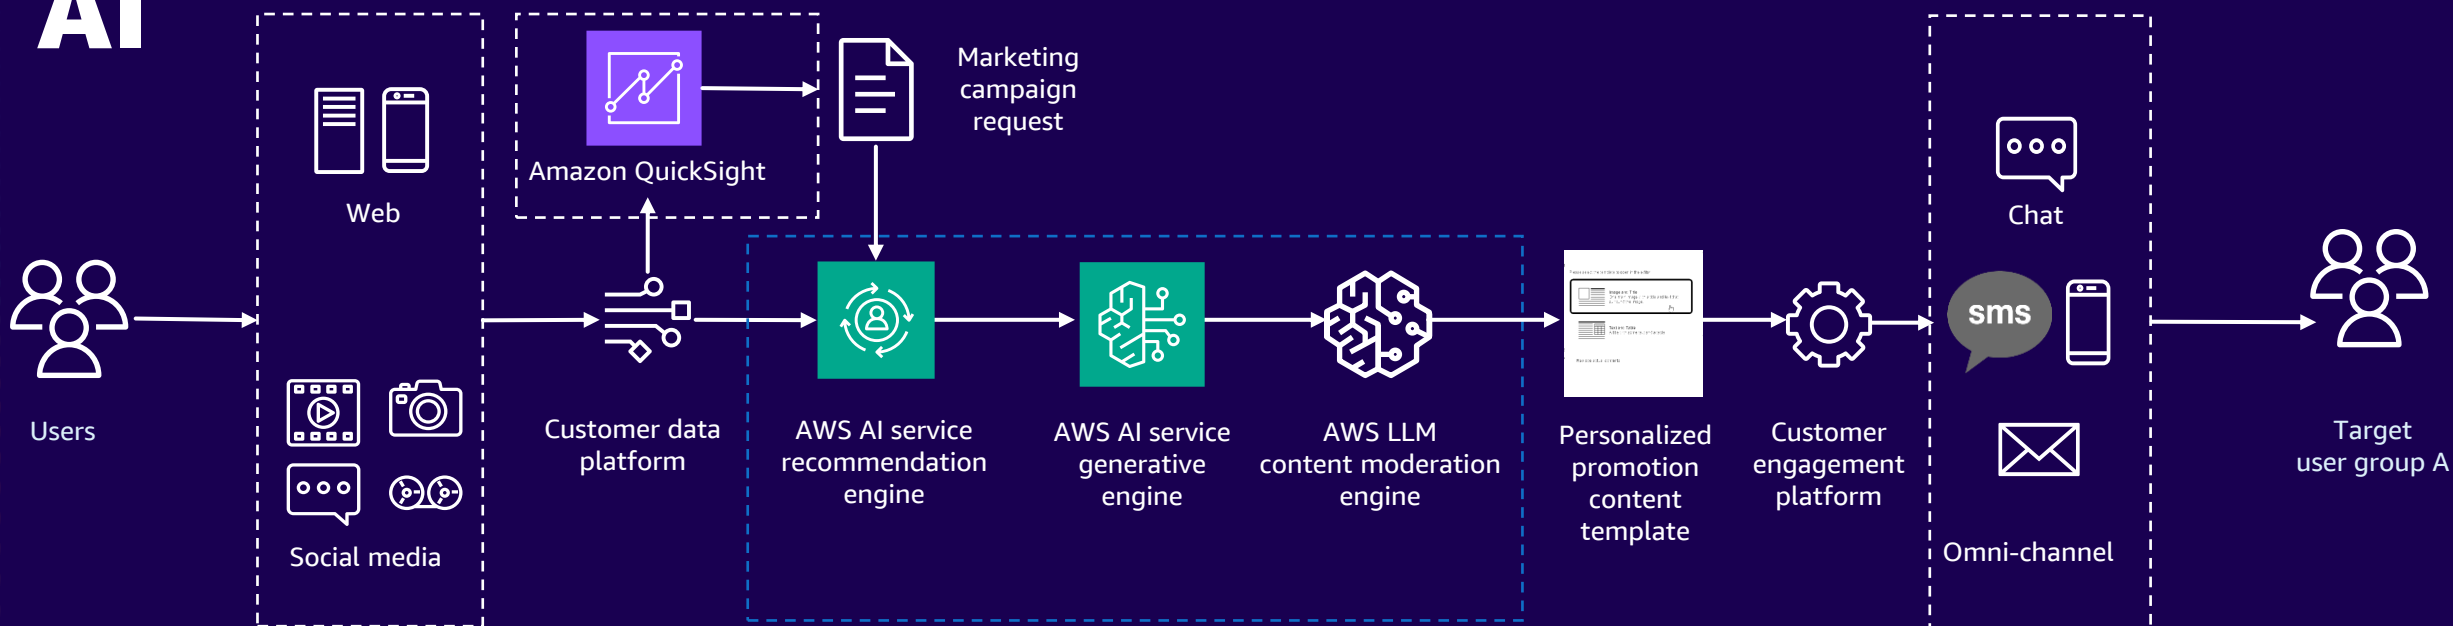 AI
Marketing
campaign
request
Amazon QuickSight
Web
Chat
sms
Users
Social media
Customer data
platform
AWS AI service
recommendation
engine
AWS AI service
generative
engine
AWS LLM
content moderation
engine
Personalized
promotion
content
template
Customer
engagement
platform
Omni-channel
Target
user group A